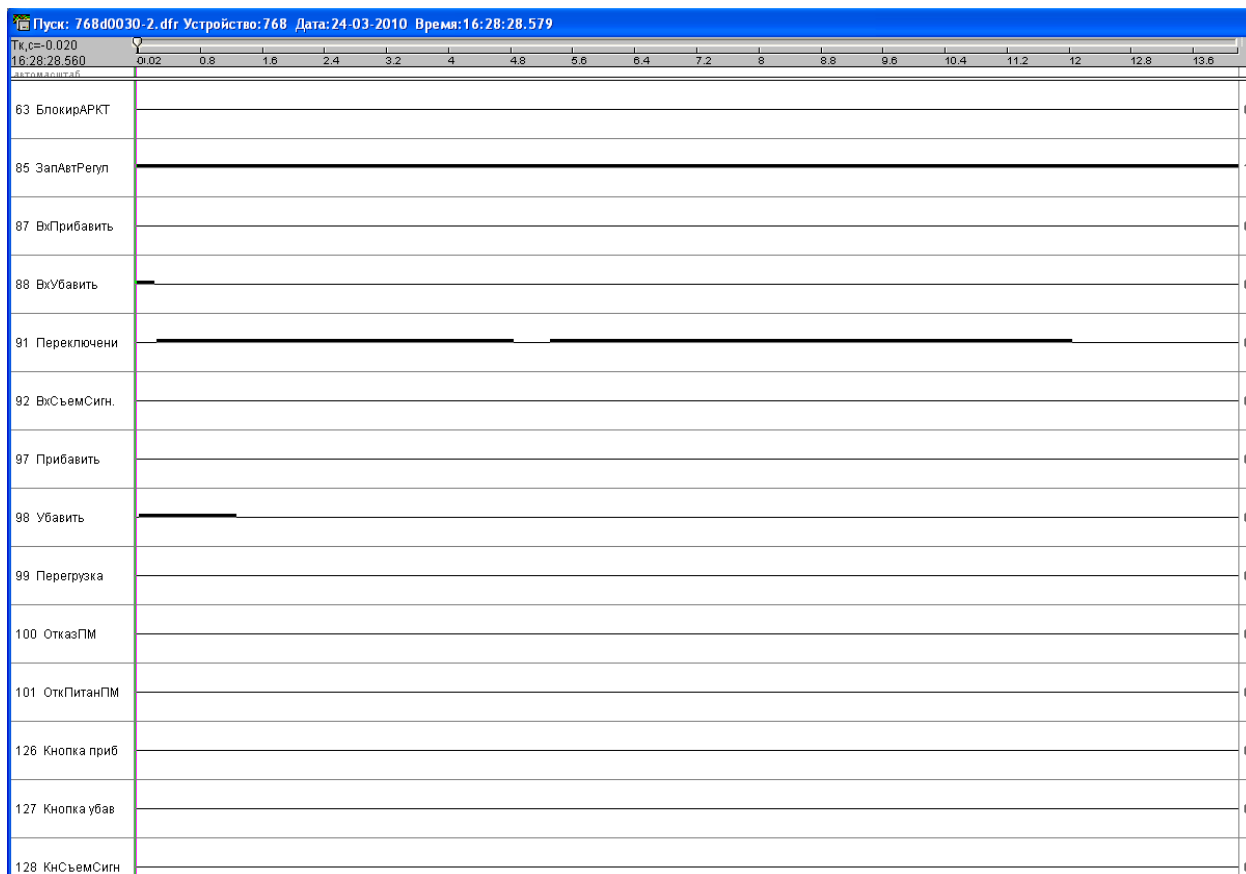 Пуск: 768d0030-2.dfr Устройство:768 Дата:24-03-2010 Время:16:28:28.579
Тк,с=-0.020
16:28:28.560 0.02 0.8 1.6 2.4 3.2 4 4.8 5.6 6.4 7.2 8 8.8 9.6 10.4 11.2 12 12.8 13.6
автомасштаб
63 БлокирАРКТ
85 ЗапАвтРегул
87 ВхПрибавить
88 ВхУбавить
91 Переключени
92 ВхСъемСигн.
97 Прибавить
98 Убавить
99 Перегрузка
100 ОтказПМ
101 ОткПитанПМ
126 Кнопка приб
127 Кнопка убав
128 КнСъемСигн